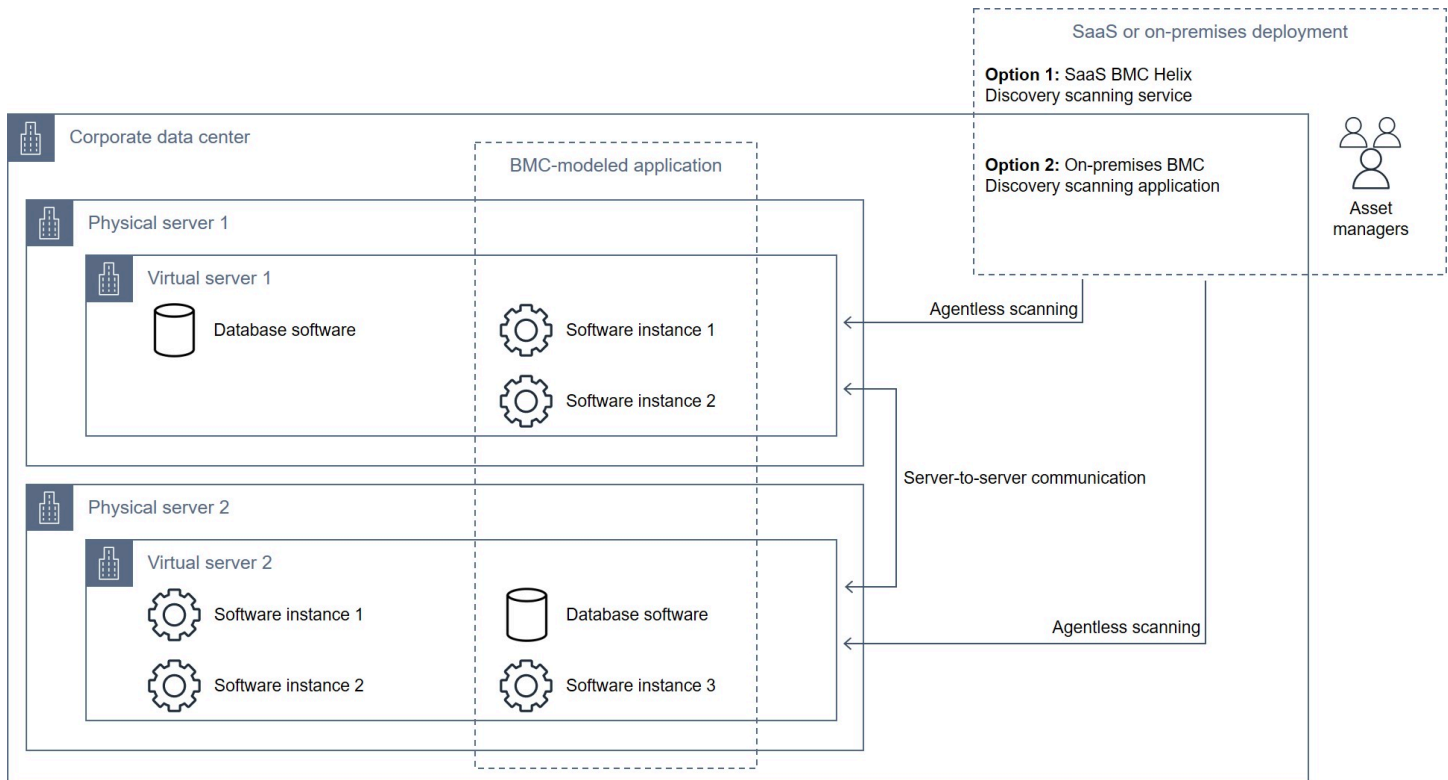 SaaS or on-premises deployment
Option 1: SaaS BMC Helix
Discovery scanning service
Option 2: On-premises BMC
Discovery scanning application
Asset
managers
Corporate data center
BMC-modeled application
Physical server 1
Virtual server 1
Database software
Software instance 1
Software instance 2
Agentless scanning
Server-to-server communication
Physical server 2
Virtual server 2
Software instance 1
Database software
Software instance 2
Software instance 3
Agentless scanning